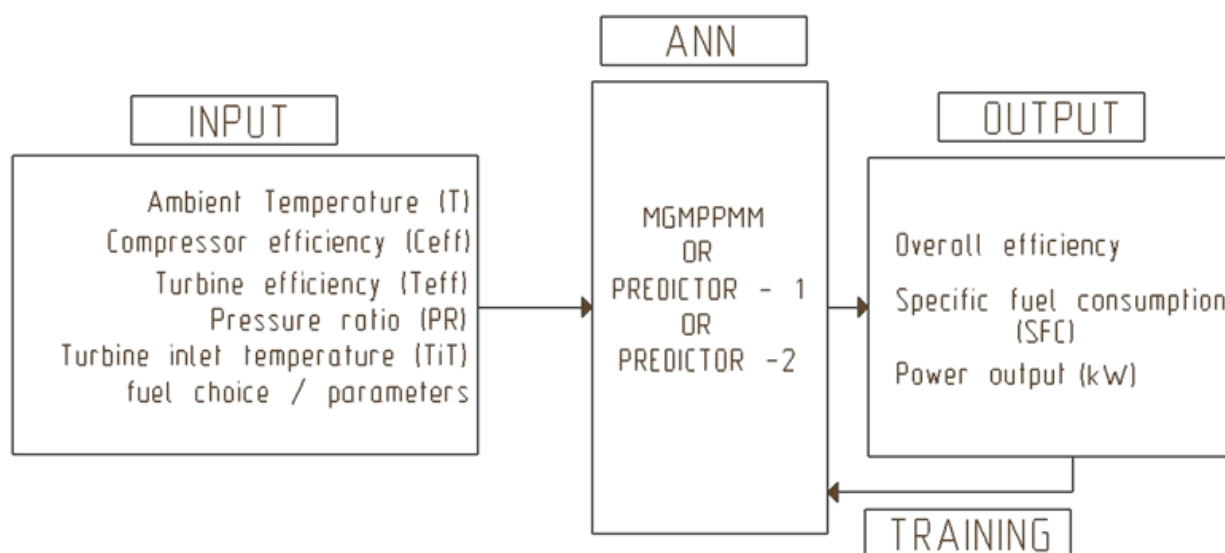 ANN
INPUT
OUTPUT
Ambient Temperature (T)
Compressor efficiency (Ceff)
Turbine efficiency (Teff)
Pressure ratio (PR)
Turbine inlet temperature (TiT)
fuel choice / parameters
MGMPPMM
OR
PREDICTOR - 1
OR
PREDICTOR -2
Overall efficiency
Specific fuel consumption
(SFC)
Power output (kW)
TRAINING